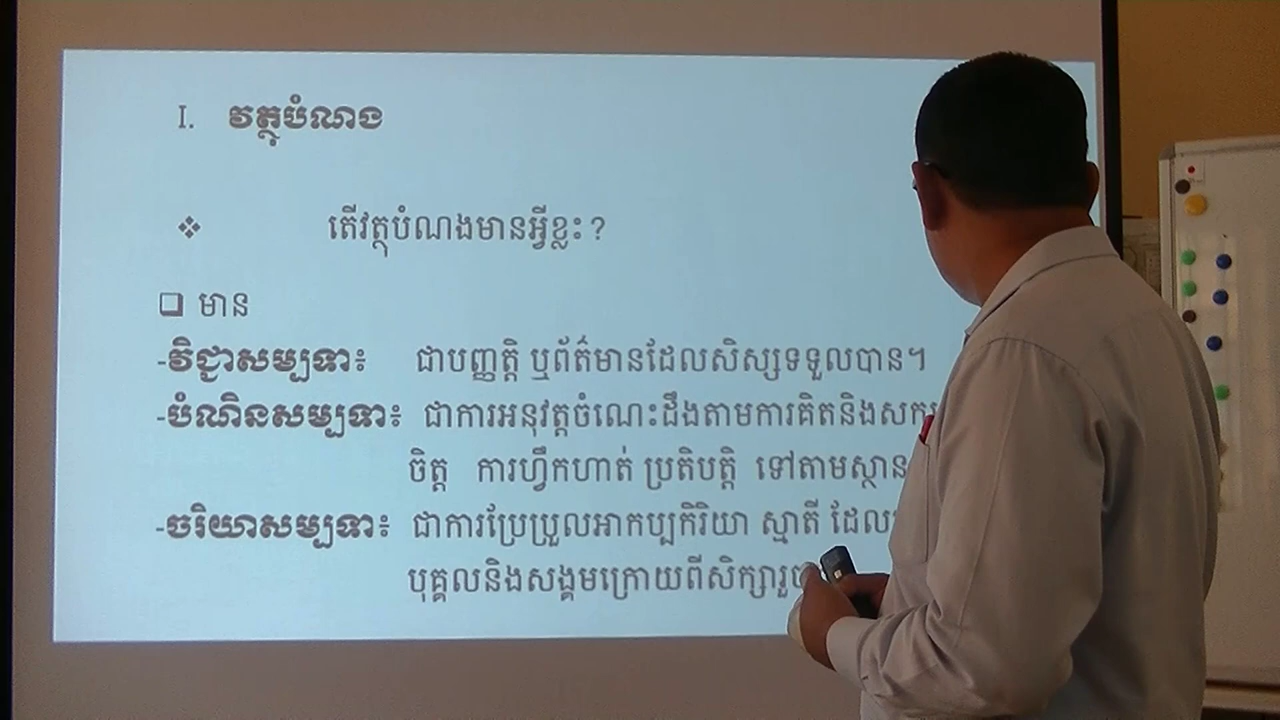 I. វត្ថុបំណង
❖ តើវត្ថុបំណងមានអ្វីខ្លះ?
❑ មាន
-វិជ្ជាសម្បទា៖ ជាបញ្ញត្តិ ឬព័ត៌មានដែលសិស្សទទួលបាន។
-បំណិនសម្បទា៖ ជាការអនុវត្តចំណេះដឹងតាមការគិតនិង
ចិត្ត ការហ្វឹកហាត់ ប្រតិបត្តិ ទៅតាម
-ចរិយាសម្បទា៖ ជាការប្រែប្រួលអាកប្បកិរិយា ស្មារតី ដែល
បុគ្គលនិងសង្គមក្រោយពីសិក្សា